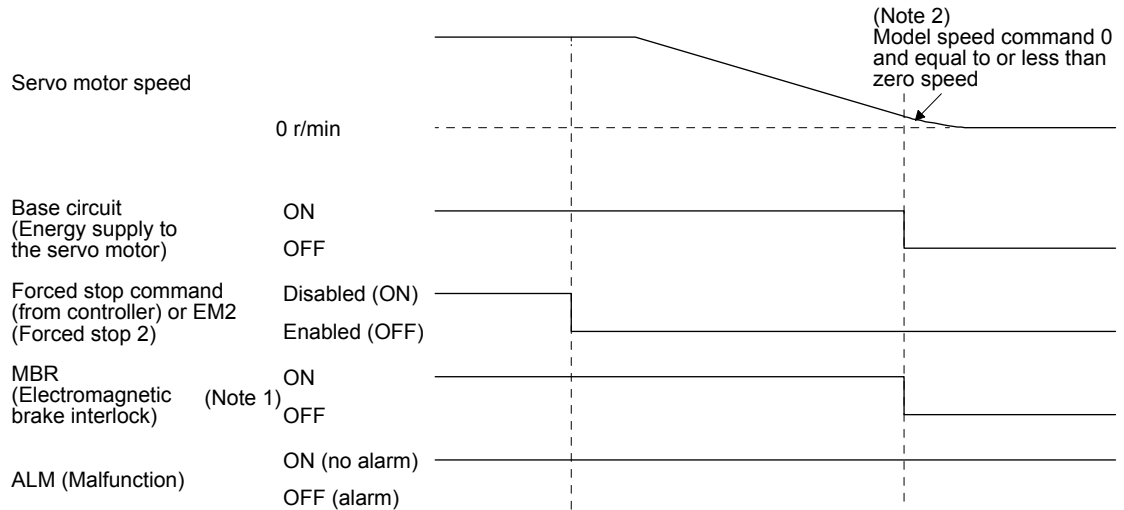 (Note 2)
Model speed command 0
and equal to or less than
zero speed
Servo motor speed
0 r/min
Base circuit
(Energy supply to
the servo motor)
ON
OFF
Forced stop command
(from controller) or EM2
(Forced stop 2)
Disabled (ON)
Enabled (OFF)
MBR
(Electromagnetic
brake interlock)
(Note 1)
ON
OFF
ALM (Malfunction)
ON (no alarm)
OFF (alarm)